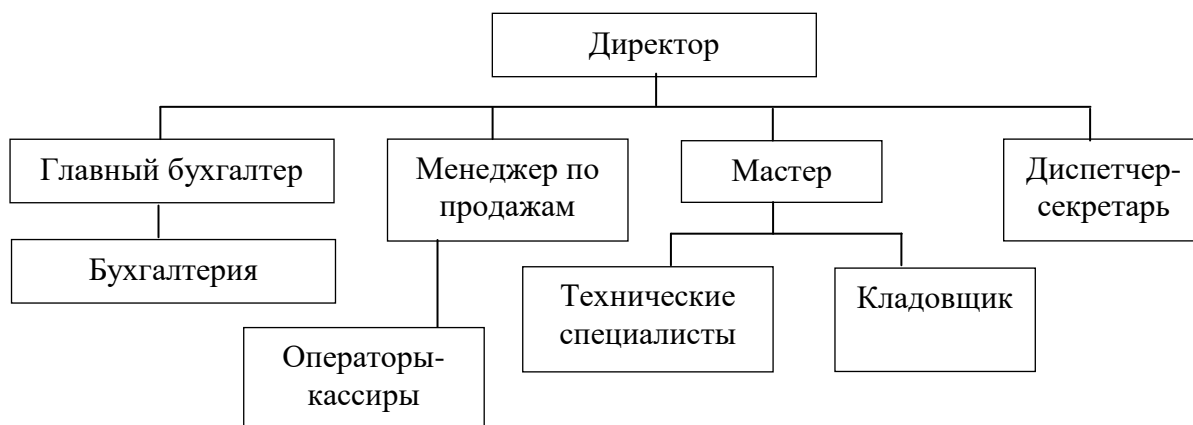 Директор
Главный бухгалтер
Менеджер по
продажам
Мастер
Диспетчер-
секретарь
Бухгалтерия
Технические
специалисты
Кладовщик
Операторы-
кассиры